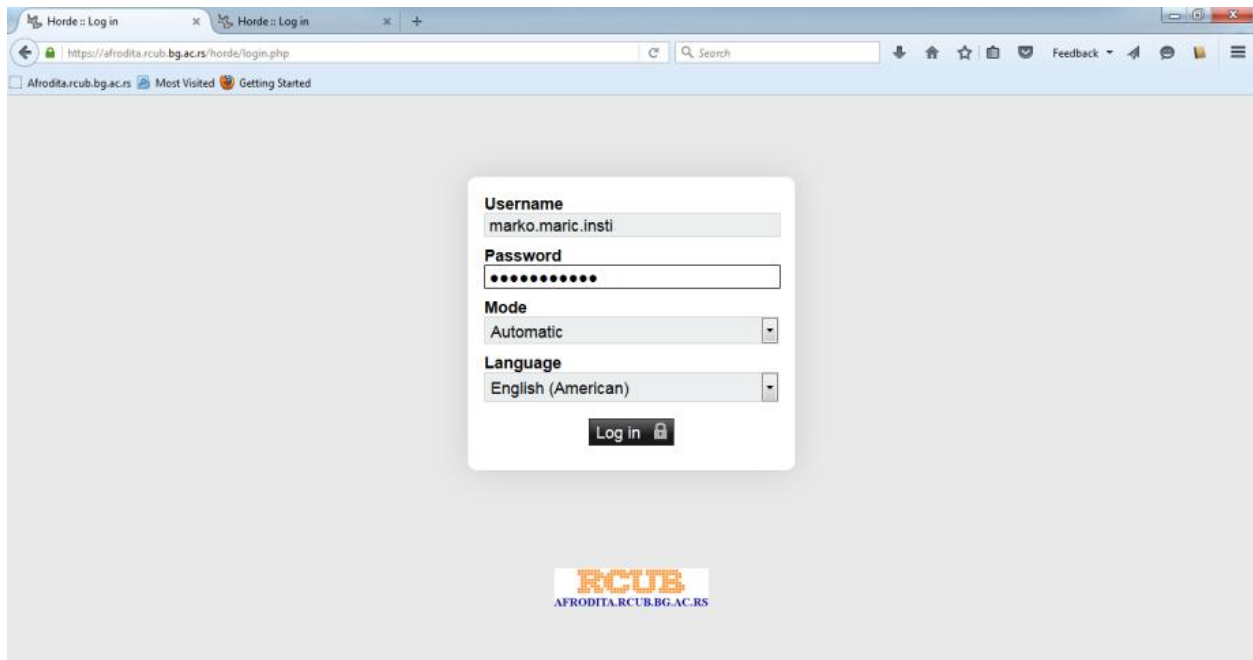 Horde :: Log in
Horde :: Log in
https://afrodita.rcub.bg.ac.rs/horde/login.php
Search
Feedback
Afrodita.rcub.bg.ac.rs Most Visited Getting Started
Username
marko.maric.insti
Password
Mode
Automatic
Language
English (American)
Log in
RCUB
AFRODITA.RCUB.BG.AC.RS